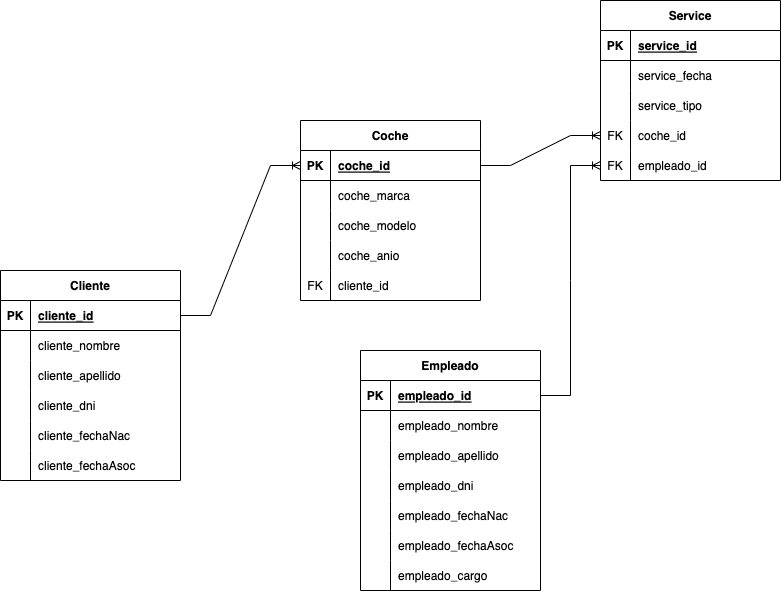 Service
PK service_id
service_fecha
service_tipo
FK coche_id
FK empleado_id
Coche
PK coche_id
coche_marca
coche_modelo
coche_anio
FK cliente_id
Cliente
PK cliente_id
cliente_nombre
cliente_apellido
cliente_dni
cliente_fechaNac
cliente_fechaAsoc
Empleado
PK empleado_id
empleado_nombre
empleado_apellido
empleado_dni
empleado_fechaNac
empleado_fechaAsoc
empleado_cargo